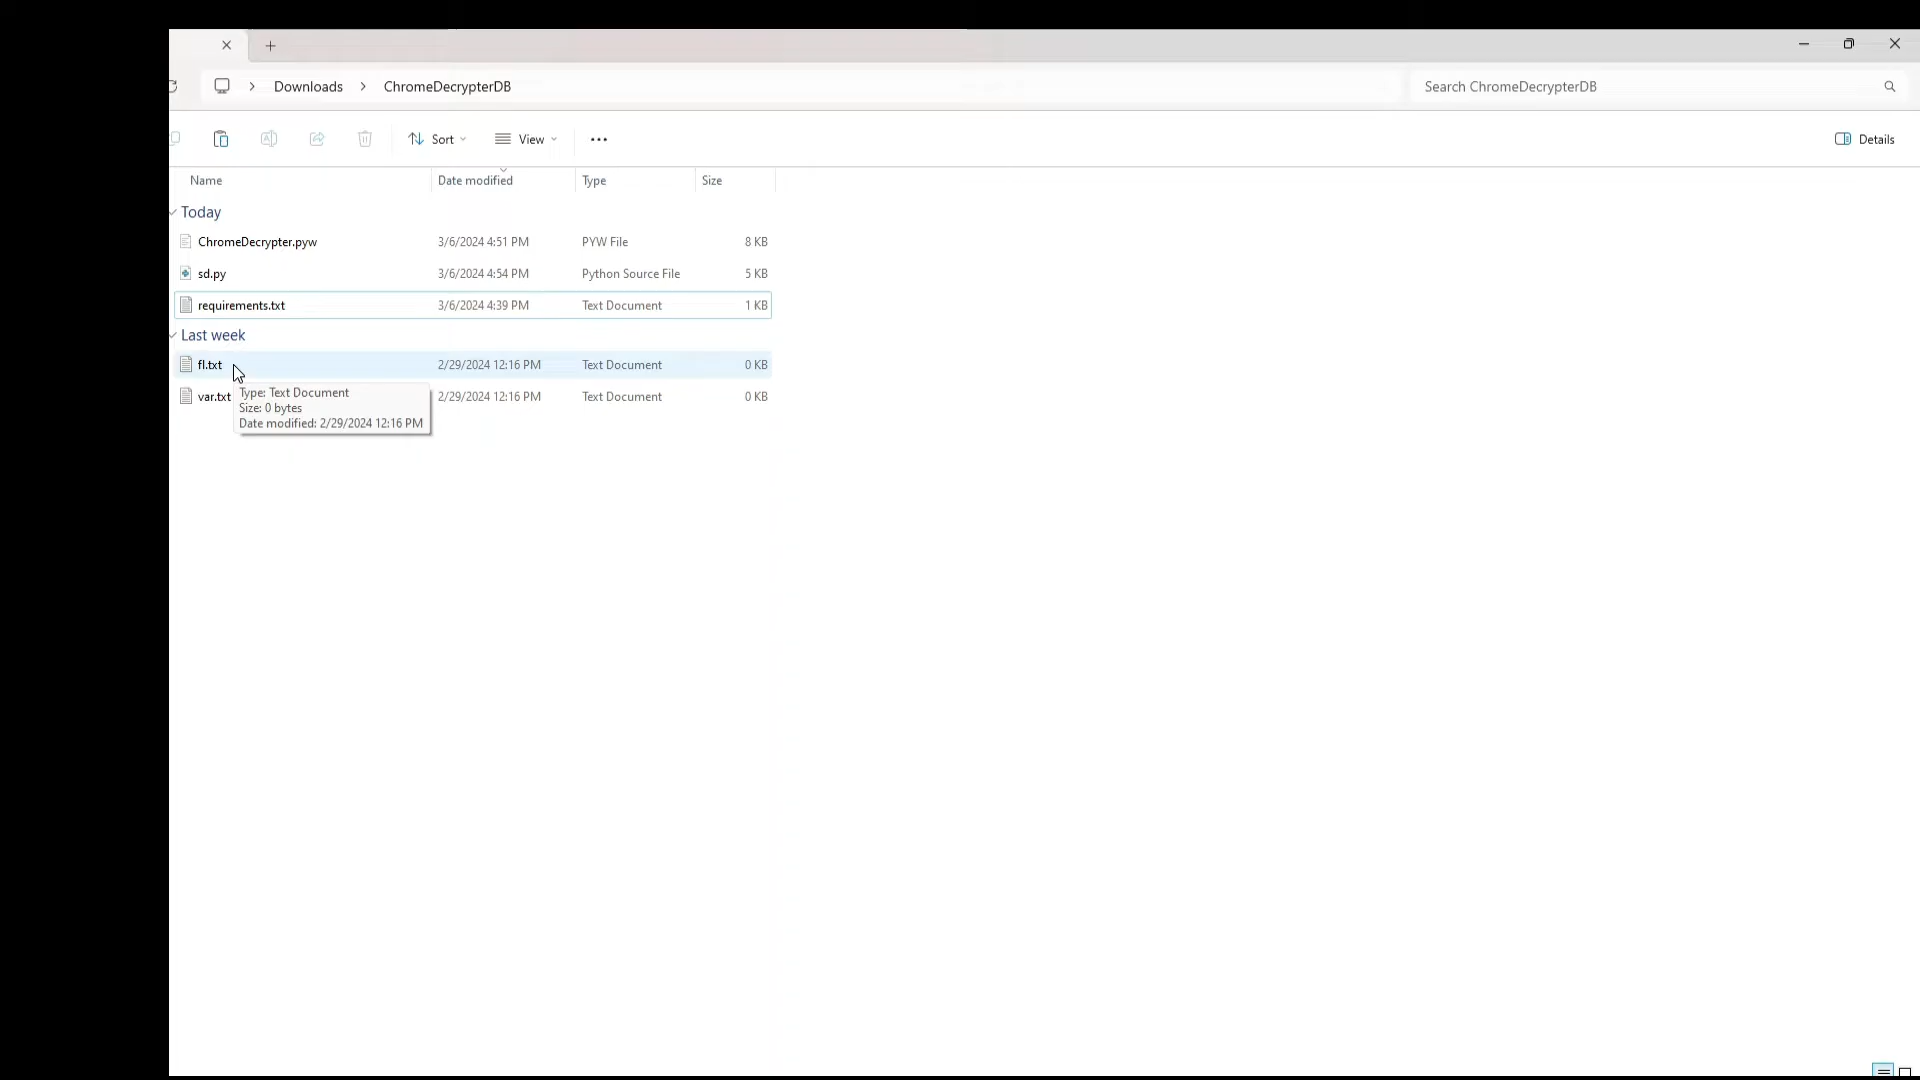 Downloads > ChromeDecrypterDB
Search ChromeDecrypterDB
Sort
View
Details
Name Date modified Type Size
Today
ChromeDecrypter.pyw 3/6/2024 4:51 PM PYW File 8 KB
sd.py 3/6/2024 4:54 PM Python Source File 5 KB
requirements.txt 3/6/2024 4:39 PM Text Document 1 KB
Last week
fl.txt 2/29/2024 12:16 PM Text Document 0 KB
var.txt 2/29/2024 12:16 PM Text Document 0 KB
Type: Text Document
Size: 0 bytes
Date modified: 2/29/2024 12:16 PM